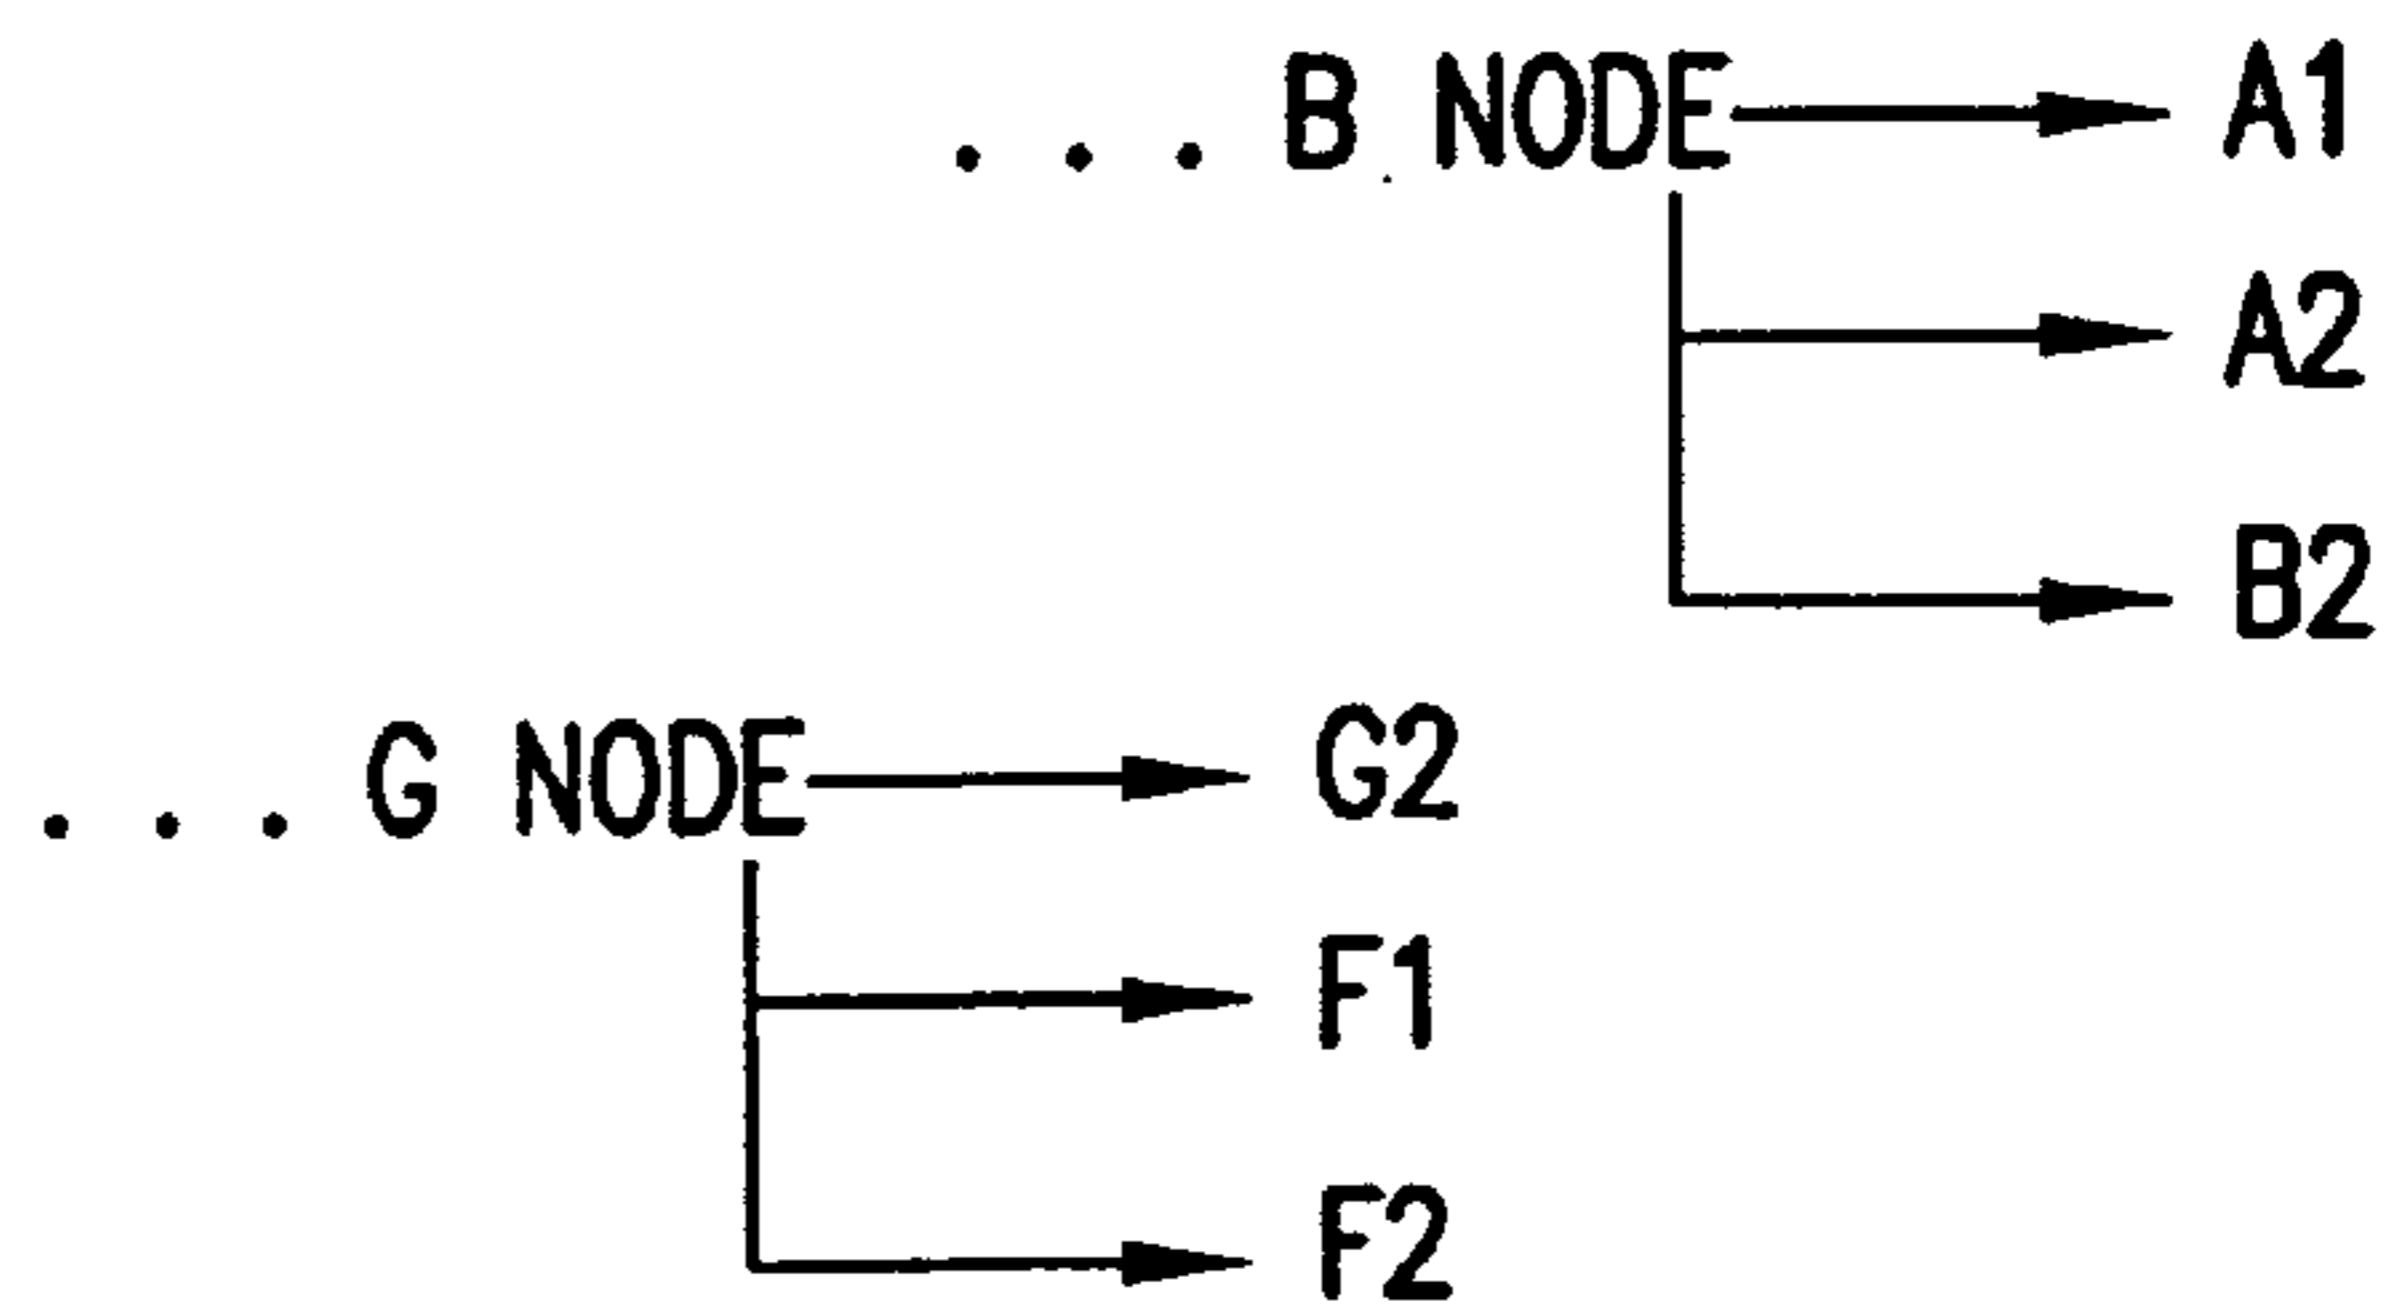 . . . B NODE A1
A2
B2
. . . G NODE G2
F1
F2